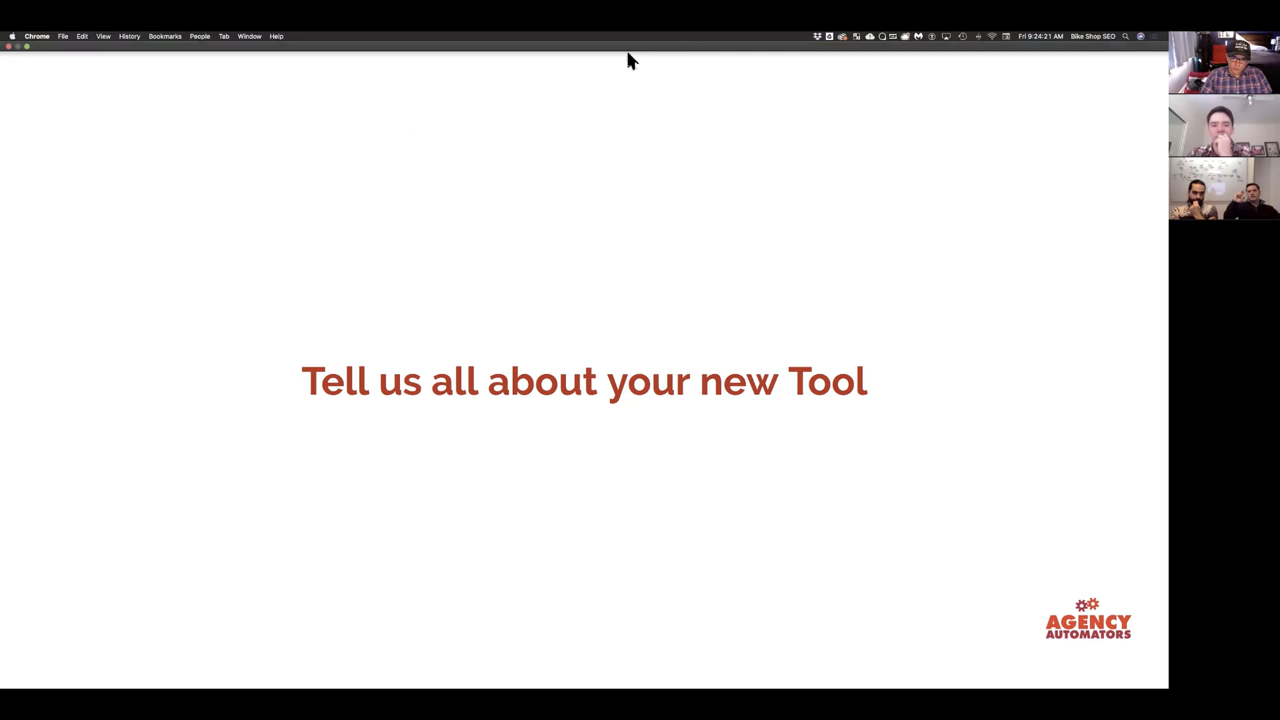 Chrome File Edit View History Bookmarks People Tab Window Help
Fri 9:24:21 AM Bike Shop SEO
Tell us all about your new Tool
AGENCY
AUTOMATORS